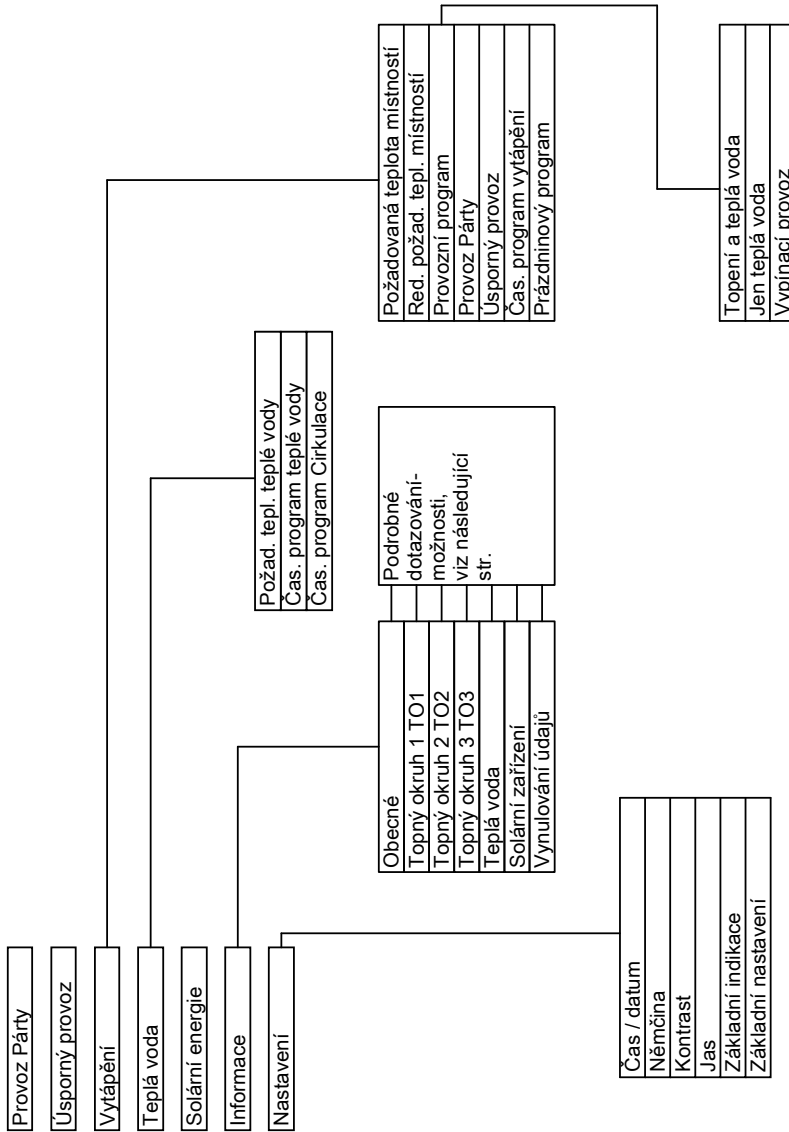 Provoz Párty
Úsporný provoz
Vytápění
Teplá voda
Solární energie
Informace
Nastavení
Požadovaná teplota místností
Red. požad. tepl. místností
Provozní program
Provoz Párty
Úsporný provoz
Čas. program vytápění
Prázdninový program
Topení a teplá voda
Jen teplá voda
Vypínací provoz
Požad. tepl. teplé vody
Čas. program teplé vody
Čas. program Cirkulace
Obecné
Topný okruh 1 TO1
Topný okruh 2 TO2
Topný okruh 3 TO3
Teplá voda
Solární zařízení
Vynulování údajů
Podrobné
dotazování-
možnosti,
viz následující
str.
Čas / datum
Němčina
Kontrast
Jas
Základní indikace
Základní nastavení